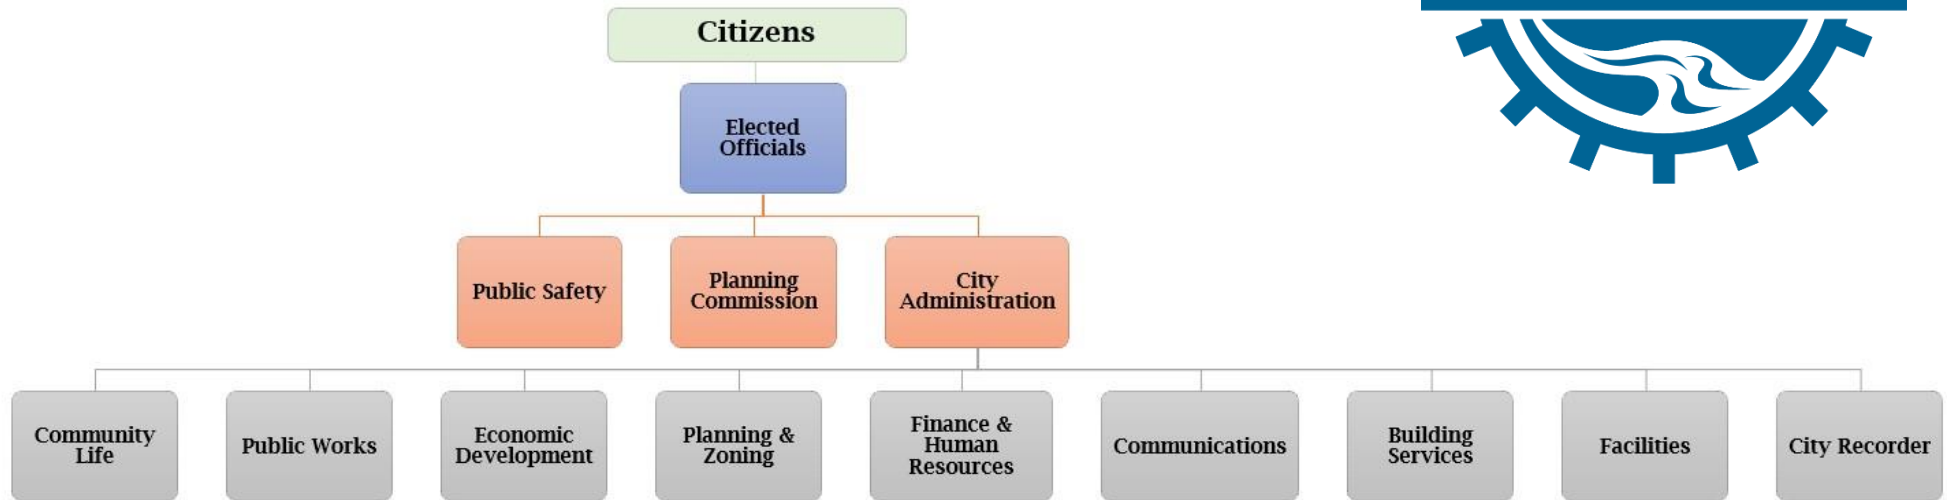 Citizens
Elected
Officials
Public Safety
Planning
Commission
City
Administration
Community
Life
Public Works
Economic
Development
Planning &
Zoning
Finance &
Human
Resources
Communications
Building
Services
Facilities
City Recorder